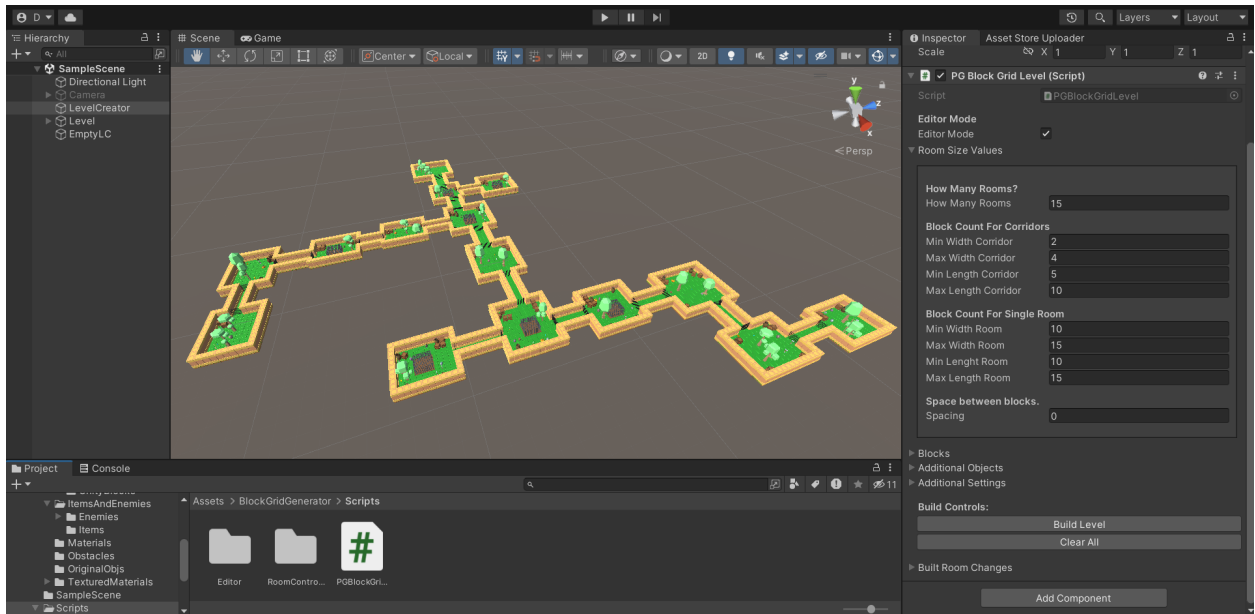 D
Layers
Layout
Hierarchy
All
SampleScene
Directional Light
Camera
LevelCreator
Level
EmptyLC
Scene
Game
Center
Local
2D
y
z
x
Persp
Inspector
Asset Store Uploader
Scale
X 1
Y 1
Z 1
# PG Block Grid Level (Script)
Script
PGBlockGridLevel
Editor Mode
Editor Mode
Room Size Values
How Many Rooms?
How Many Rooms 15
Block Count For Corridors
Min Width Corridor 2
Max Width Corridor 4
Min Length Corridor 5
Max Length Corridor 10
Block Count For Single Room
Min Width Room 10
Max Width Room 15
Min Lenght Room 10
Max Length Room 15
Space between blocks.
Spacing 0
Blocks
Additional Objects
Additional Settings
Build Controls:
Build Level
Clear All
Built Room Changes
Add Component
Project
Console
11
ItemsAndEnemies
Enemies
Items
Materials
Obstacles
OriginalObjs
TexturedMaterials
SampleScene
Scripts
Assets > BlockGridGenerator > Scripts
#
Editor
RoomContro...
PGBlockGri...